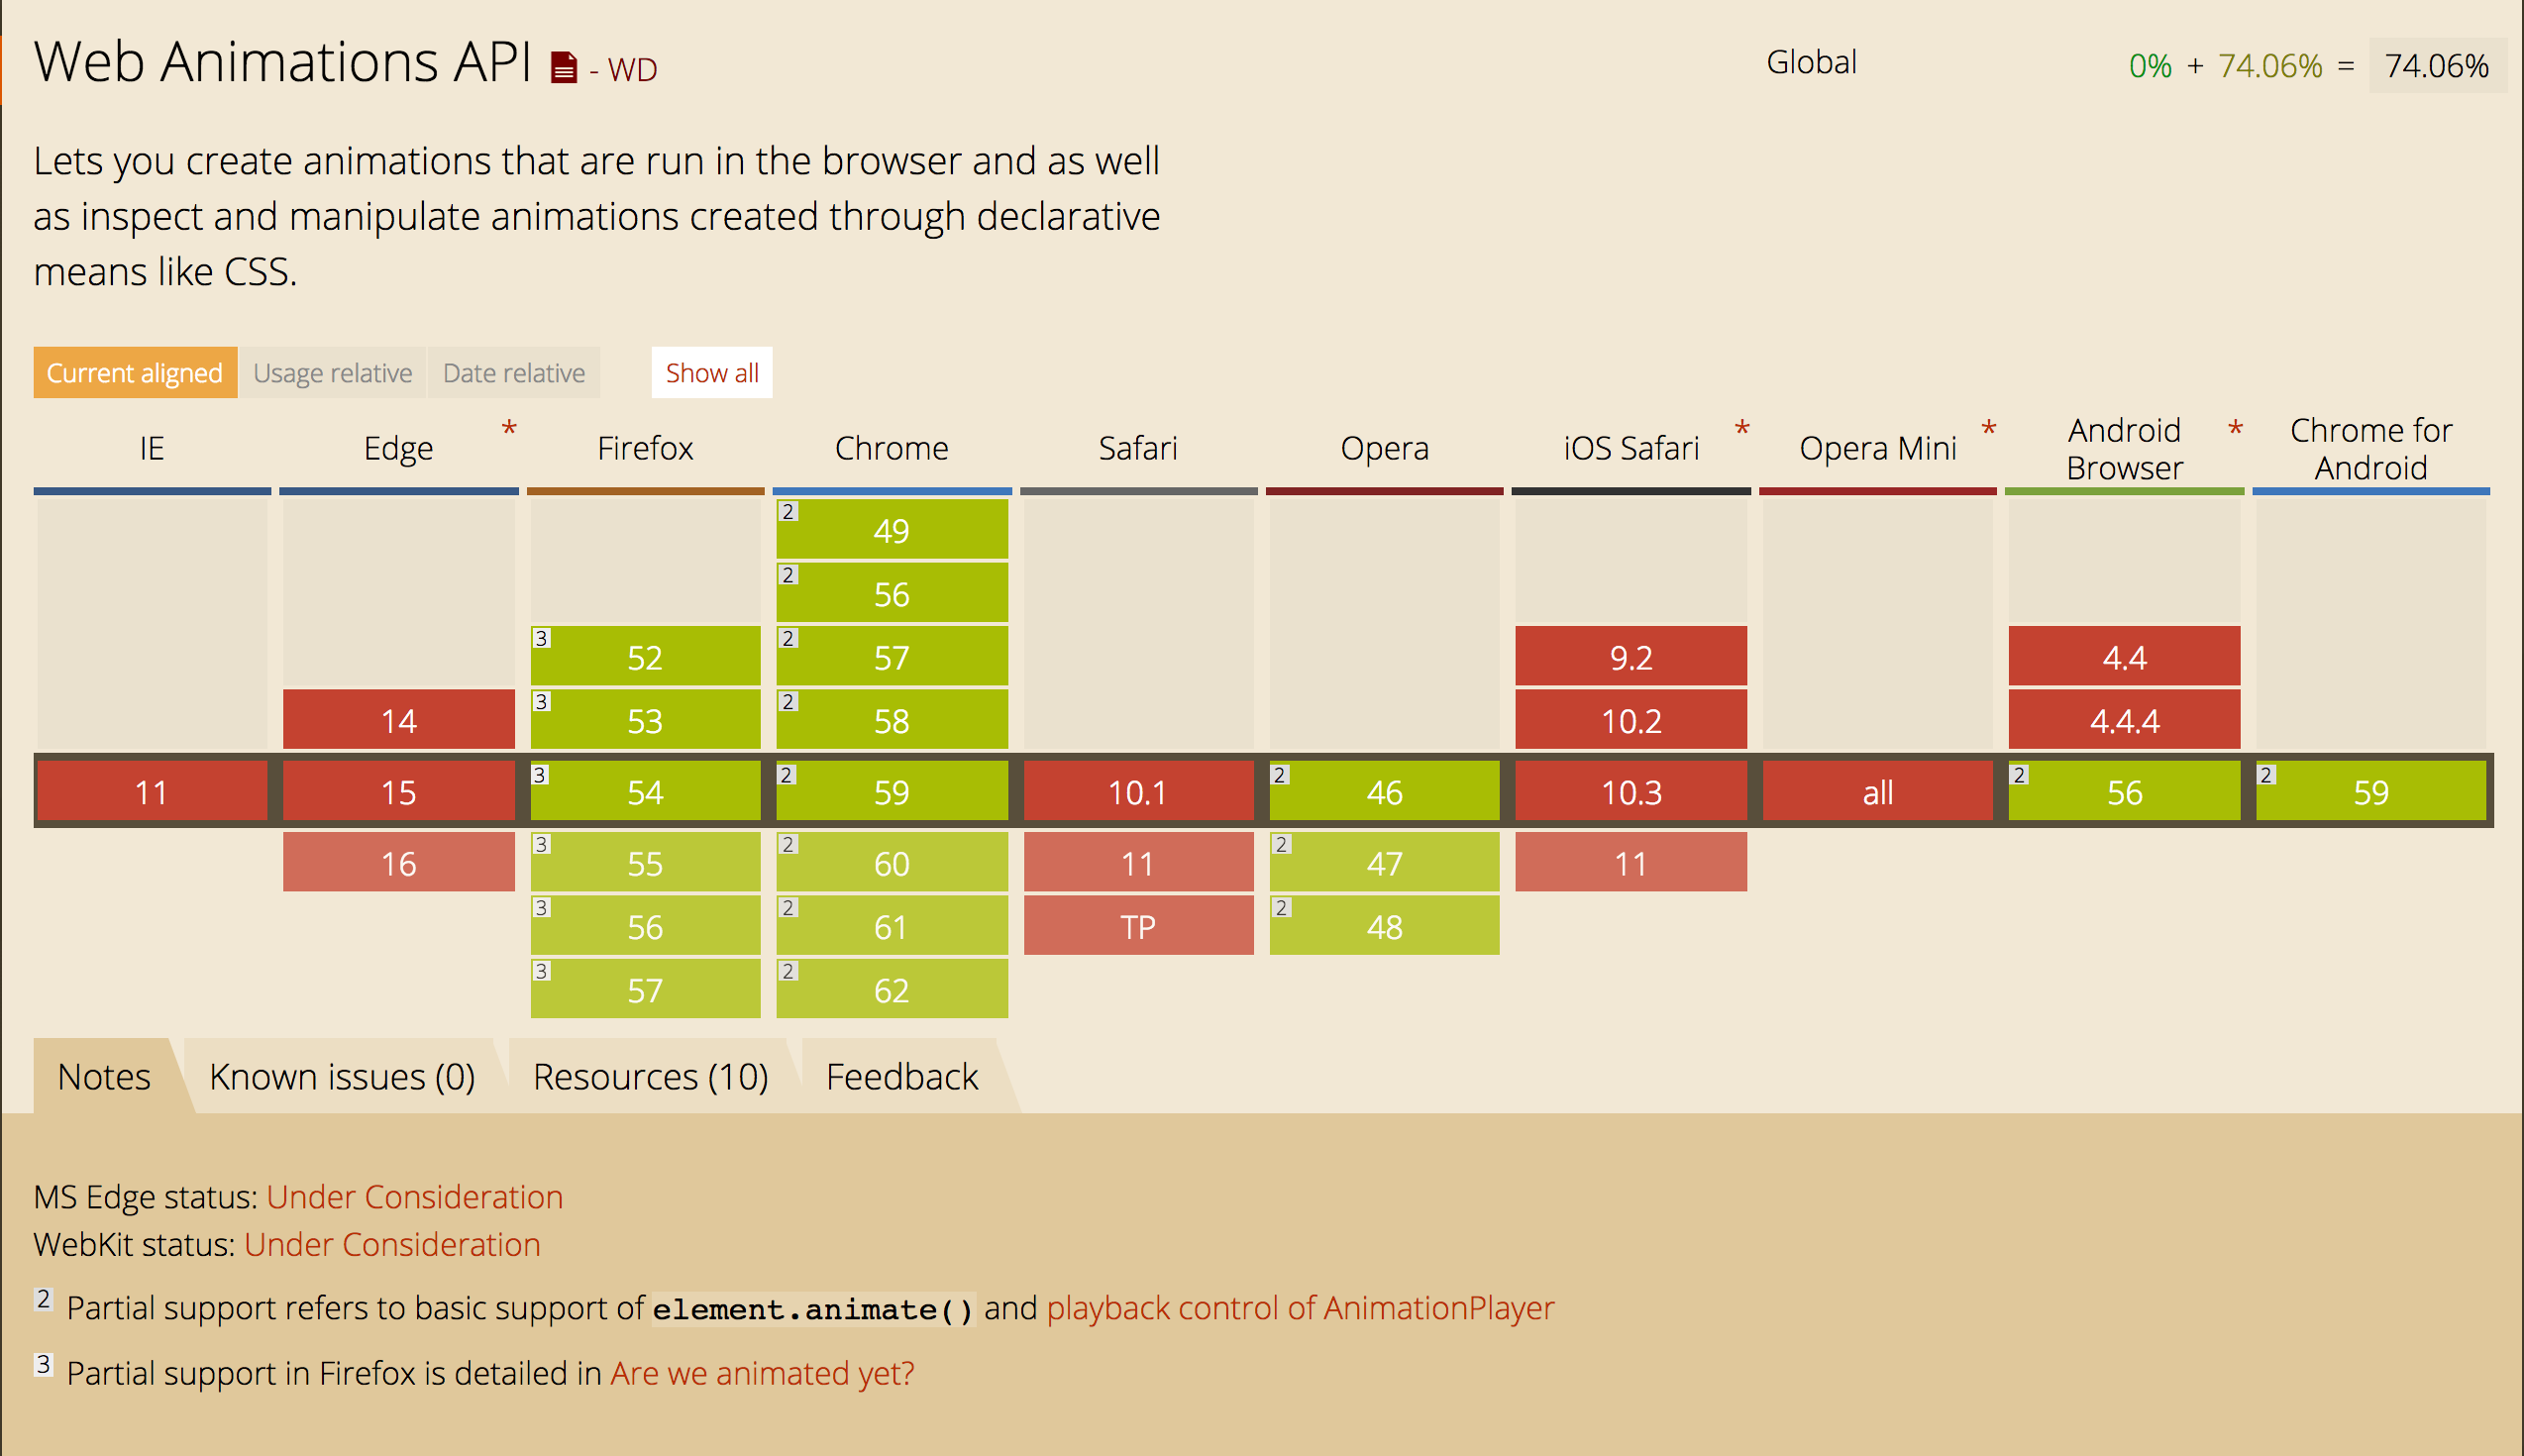 Web Animations API - WD
Global
0% + 74.06% = 74.06%
Lets you create animations that are run in the browser and as well
as inspect and manipulate animations created through declarative
means like CSS.
Current aligned Usage relative Date relative Show all
IE Edge * Firefox Chrome Safari Opera iOS Safari * Opera Mini * Android Browser * Chrome for Android
2 49
2 56
3 52 2 57 9.2 4.4
14 3 53 2 58 10.2 4.4.4
11 15 3 54 2 59 10.1 2 46 10.3 all 2 56 2 59
16 3 55 2 60 11 2 47 11
3 56 2 61 TP 2 48
3 57 2 62
Notes Known issues (0) Resources (10) Feedback
MS Edge status: Under Consideration
WebKit status: Under Consideration
2 Partial support refers to basic support of element.animate() and playback control of AnimationPlayer
3 Partial support in Firefox is detailed in Are we animated yet?